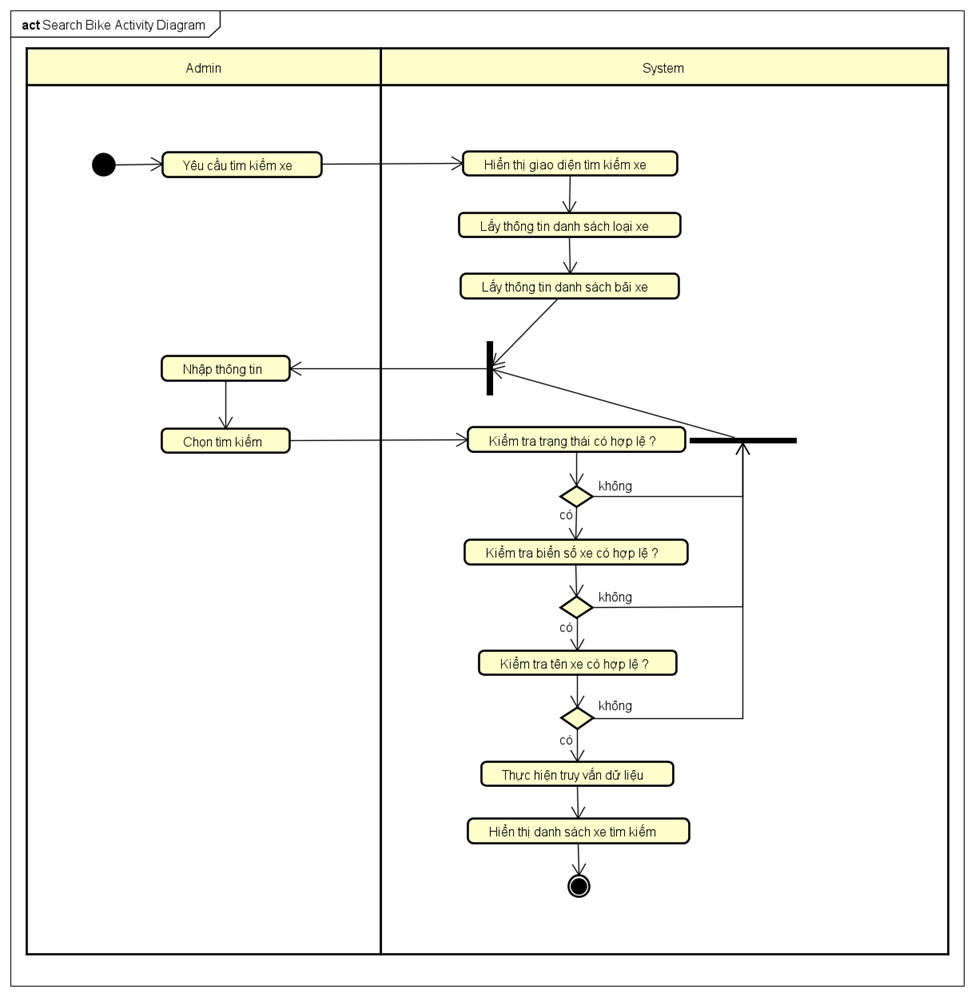 act Search Bike Activity Diagram
Admin
System
Yêu cầu tìm kiếm xe
Hiển thị giao diện tìm kiếm xe
Lấy thông tin danh sách loại xe
Lấy thông tin danh sách bãi xe
Nhập thông tin
Chọn tìm kiếm
Kiểm tra trạng thái có hợp lệ ?
không
có
Kiểm tra biển số xe có hợp lệ ?
không
có
Kiểm tra tên xe có hợp lệ ?
không
có
Thực hiện truy vấn dữ liệu
Hiển thị danh sách xe tìm kiếm